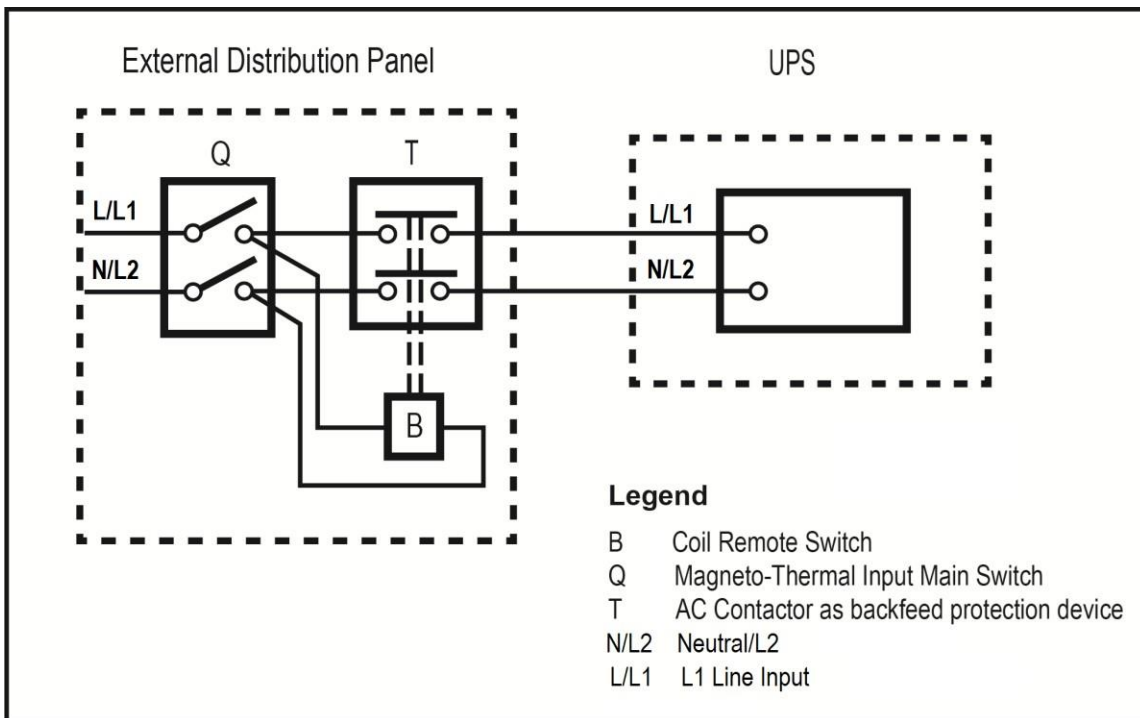 External Distribution Panel
UPS
Q
T
L/L1
N/L2
L/L1
N/L2
B
Legend
B Coil Remote Switch
Q Magneto-Thermal Input Main Switch
T AC Contactor as backfeed protection device
N/L2 Neutral/L2
L/L1 L1 Line Input